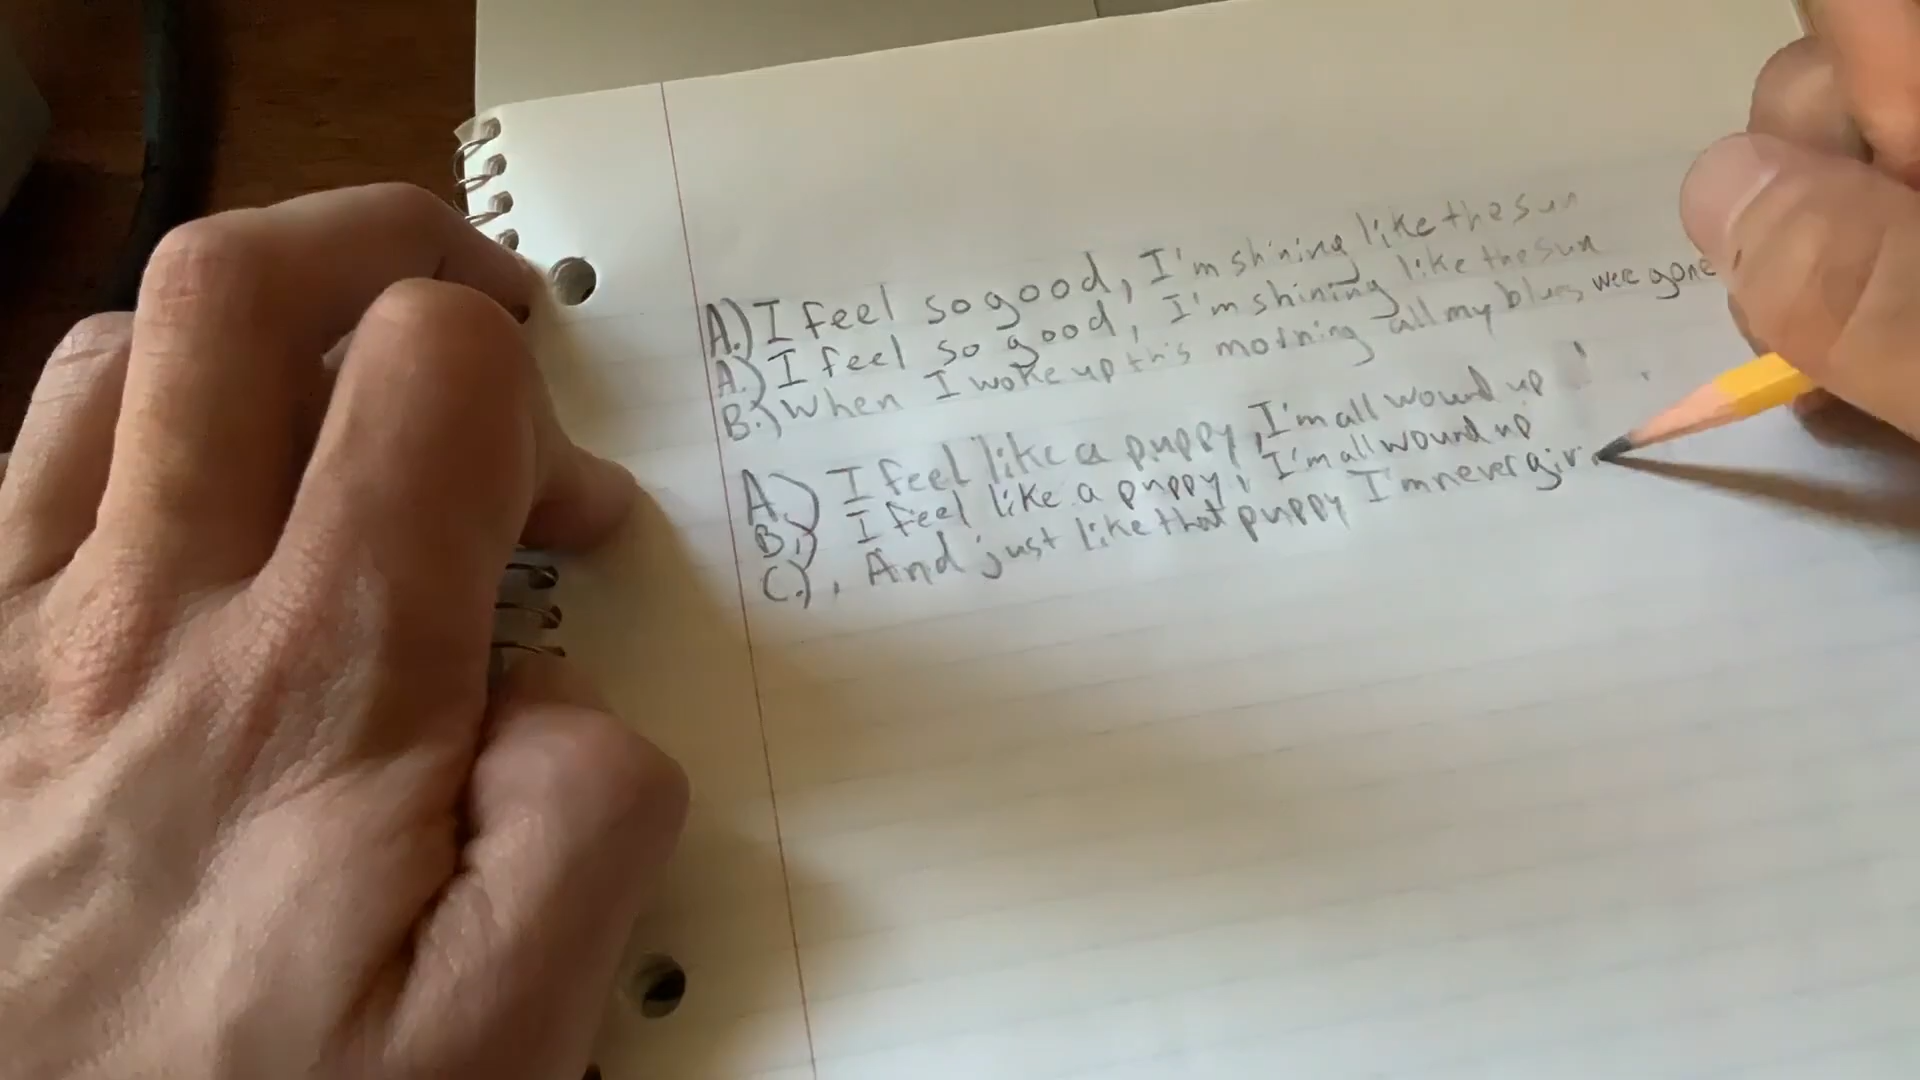 A.) I feel so good, I'm shining like the sun
A.) I feel so good, I'm shining like the sun
B.) When I woke up this morning all my blues wee gone
A.) I feel like a puppy, I'm all wound up
B.) I feel like a puppy, I'm all wound up
C.), And just like that puppy I'm never giv